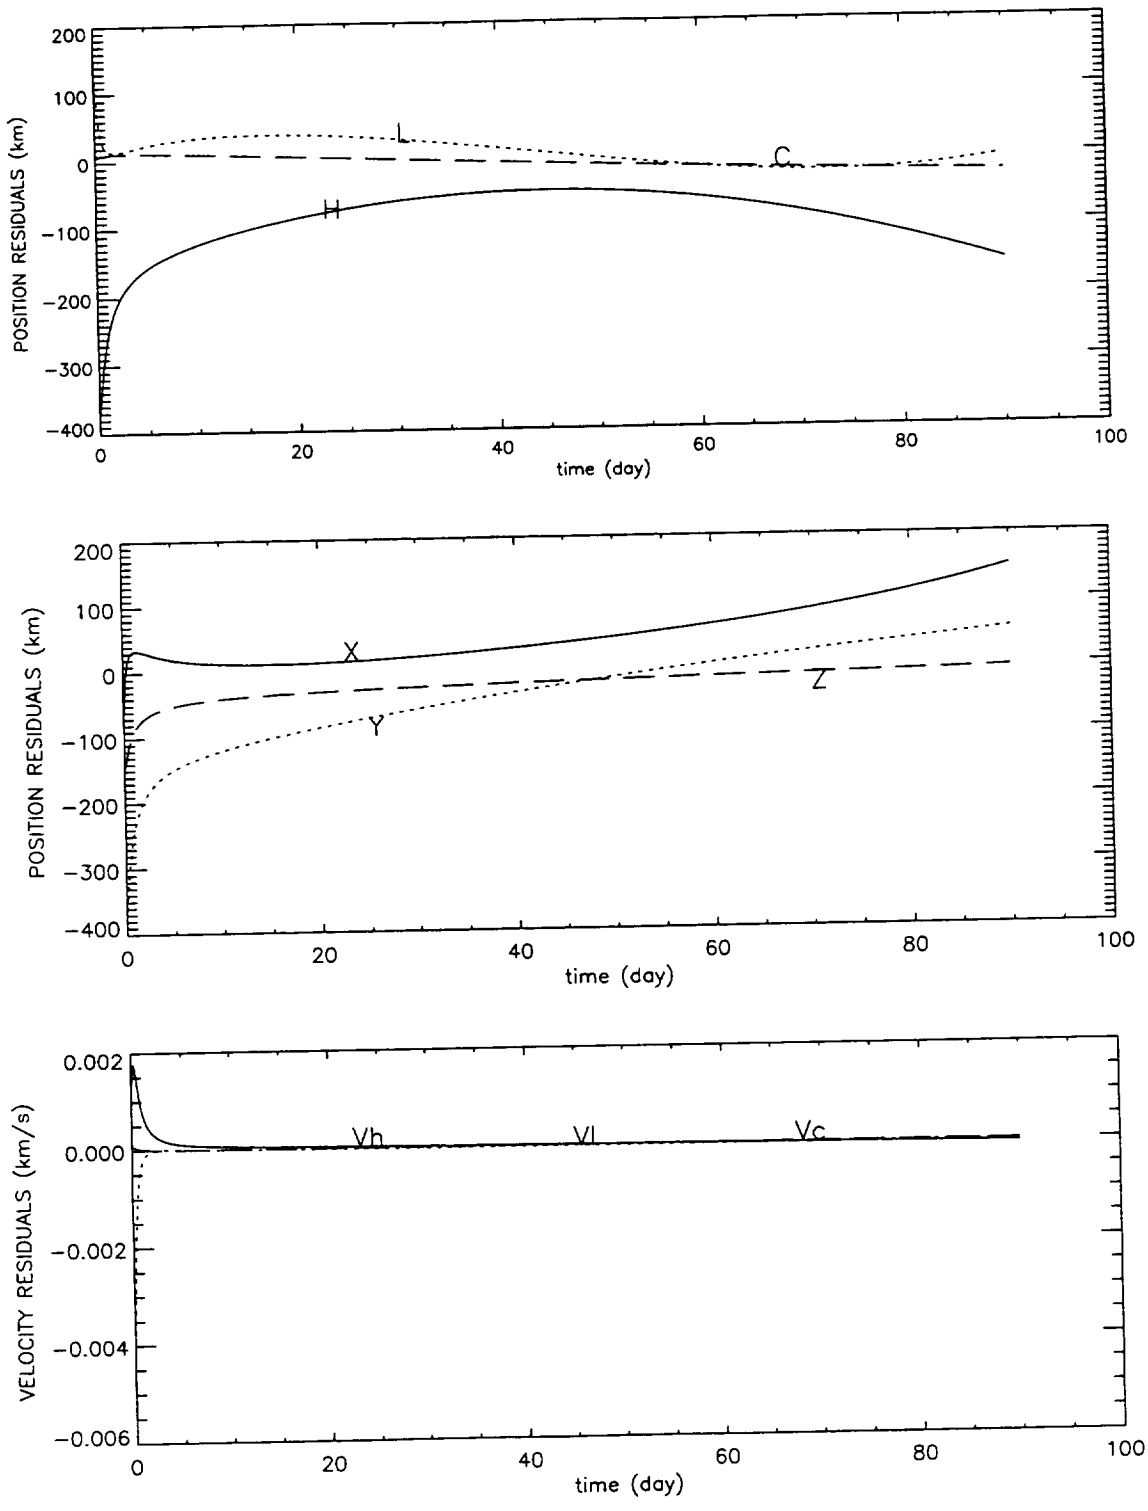 200
100
0
−100
−200
−300
−400
POSITION RESIDUALS (km)
L
C
H
0
20
40
60
80
100
time (day)
200
100
0
−100
−200
−300
−400
POSITION RESIDUALS (km)
X
Y
Z
0
20
40
60
80
100
time (day)
0.002
0.000
−0.002
−0.004
−0.006
VELOCITY RESIDUALS (km/s)
Vh
Vl
Vc
0
20
40
60
80
100
time (day)